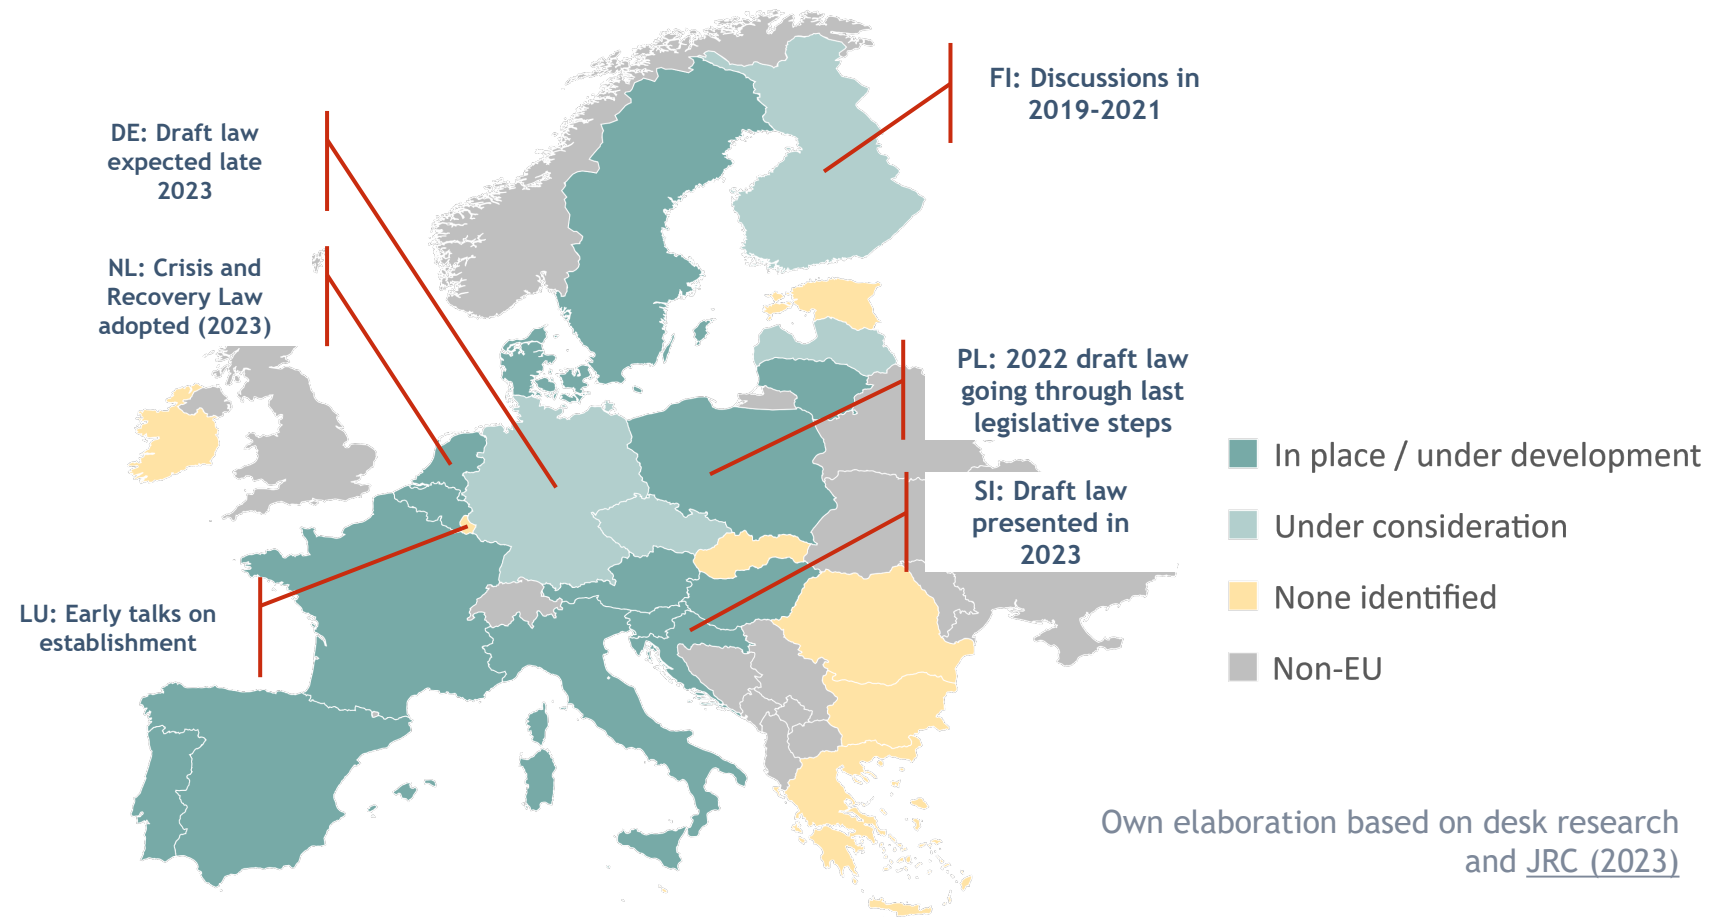 DE: Draft law
expected late
2023
NL: Crisis and
Recovery Law
adopted (2023)
LU: Early talks on
establishment
FI: Discussions in
2019-2021
PL: 2022 draft law
going through last
legislative steps
SI: Draft law
presented in
2023
In place / under development
Under consideration
None identified
Non-EU
Own elaboration based on desk research
and JRC (2023)